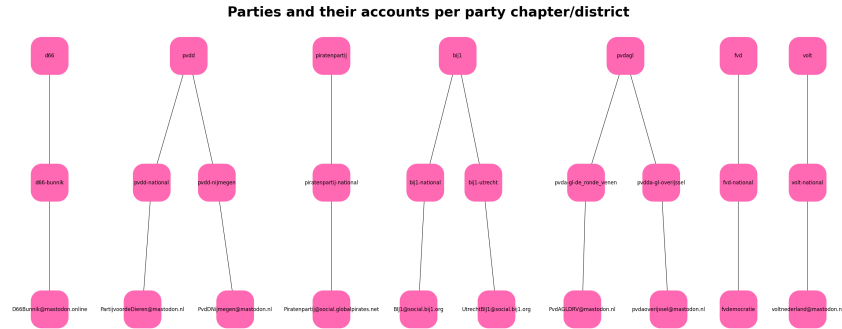 Parties and their accounts per party chapter/district
d66
pvdd
piratenpartij
bij1
pvdagl
fvd
volt
d66-bunnik
pvdd-national
pvdd-nijmegen
piratenpartij-national
bij1-national
bij1-utrecht
pvdagl-de_ronde_venen
pvdda-gl-overijssel
fvd-national
volt-national
D66Bunnik@mastodon.online
PartijvoordeDieren@mastodon.nl
PvdDNijmegen@mastodon.nl
Piratenpartij@social.globalpirates.net
BIJ1@social.bij1.org
UtrechtBIJ1@social.bij1.org
PvdAGLDRV@mastodon.nl
pvdaoverijssel@mastodon.nl
fvdemocratie
voltnederland@mastodon.n